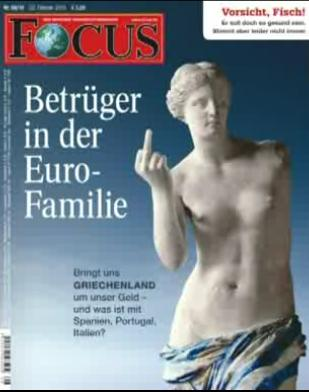 Vorsicht, Fisch!
Er soll doch so gesund sein.
Stimmt aber leider nicht immer
FOCUS
Betrüger
in der
Euro-
Familie
Bringt uns
GRIECHENLAND
um unser Geld –
und was ist mit
Spanien, Portugal,
Italien?